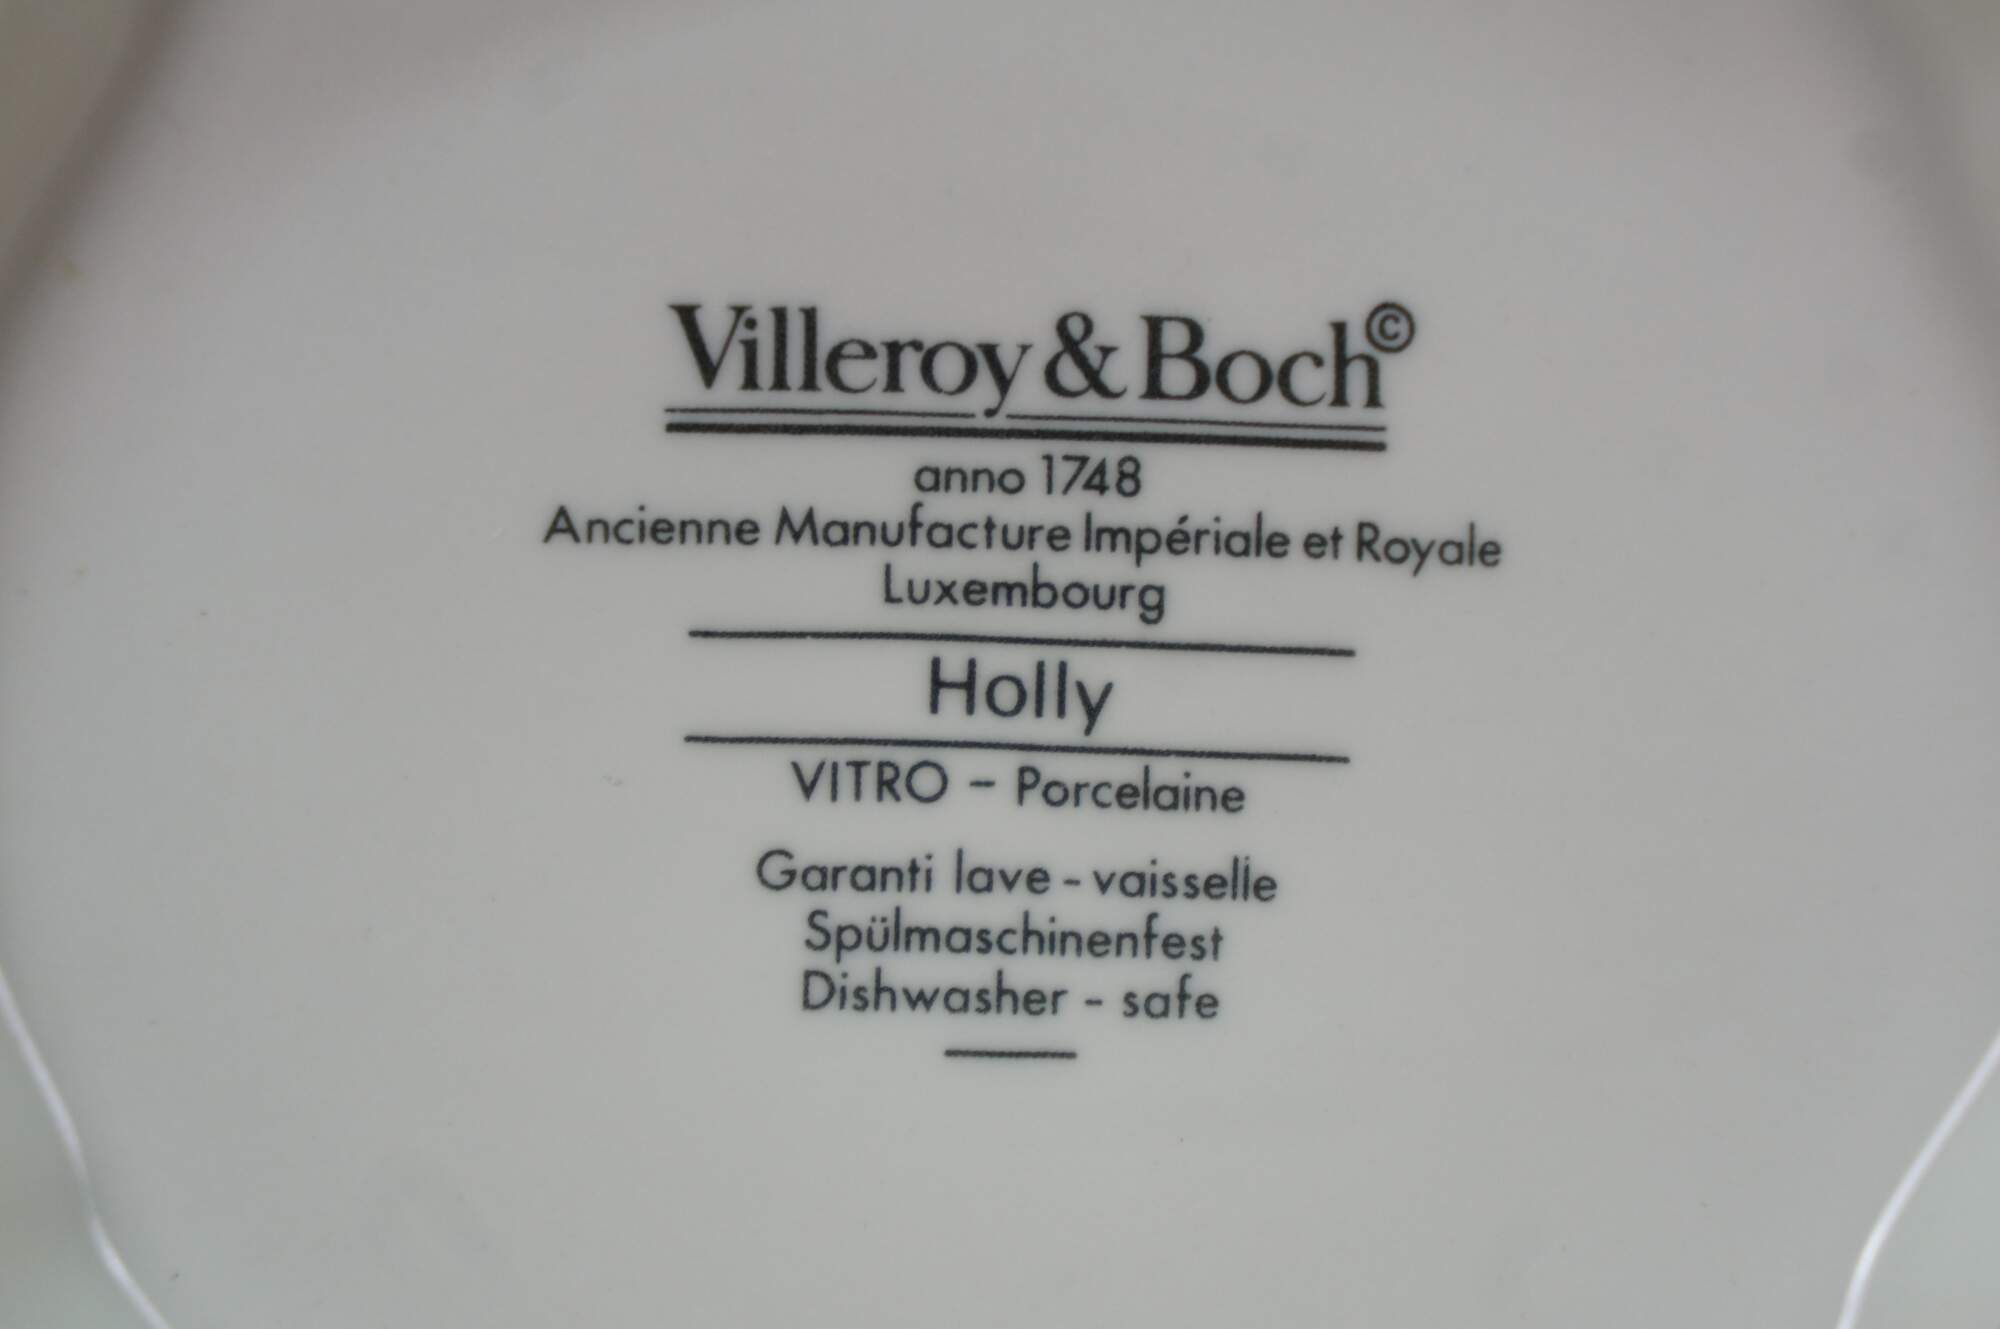 Villeroy & Boch©
anno 1748
Ancienne Manufacture Impériale et Royale
Luxembourg
Holly
VITRO – Porcelaine
Garanti lave - vaisselle
Spülmaschinenfest
Dishwasher - safe